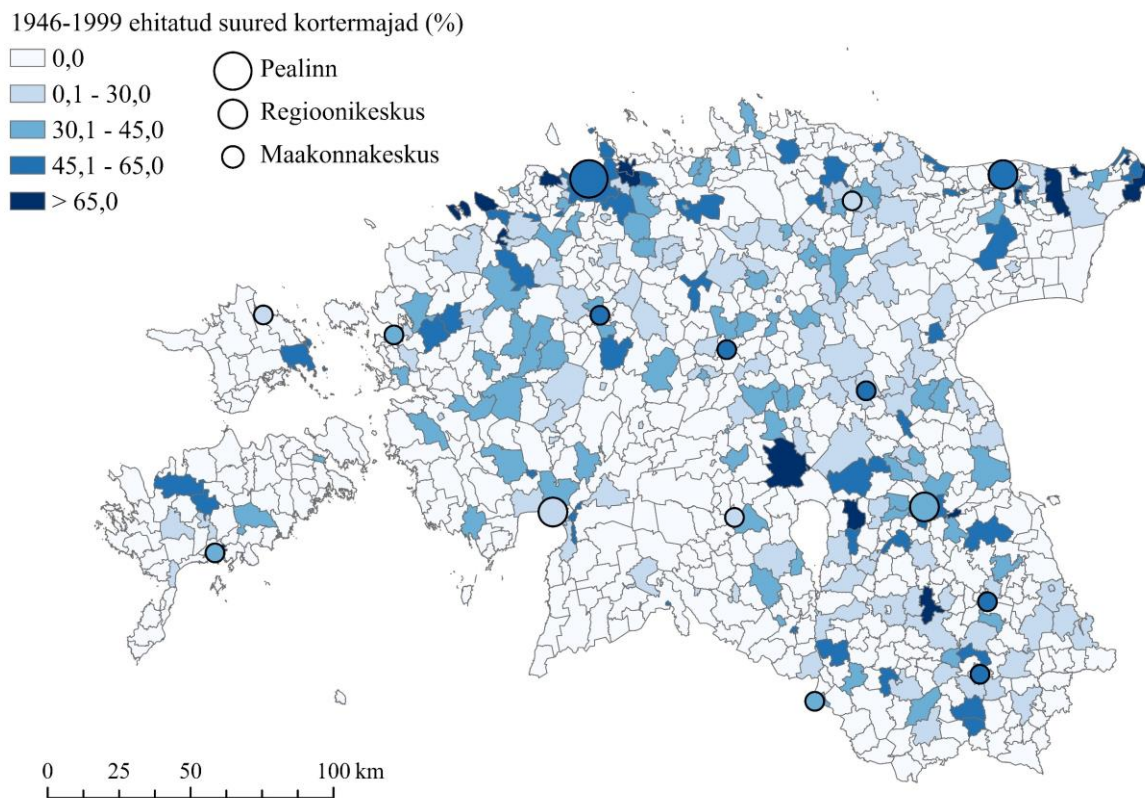 1946-1999 ehitatud suured kortermajad (%)
0,0
0,1 - 30,0
30,1 - 45,0
45,1 - 65,0
> 65,0
Pealinn
Regioonikeskus
Maakonnakeskus
0 25 50 100 km